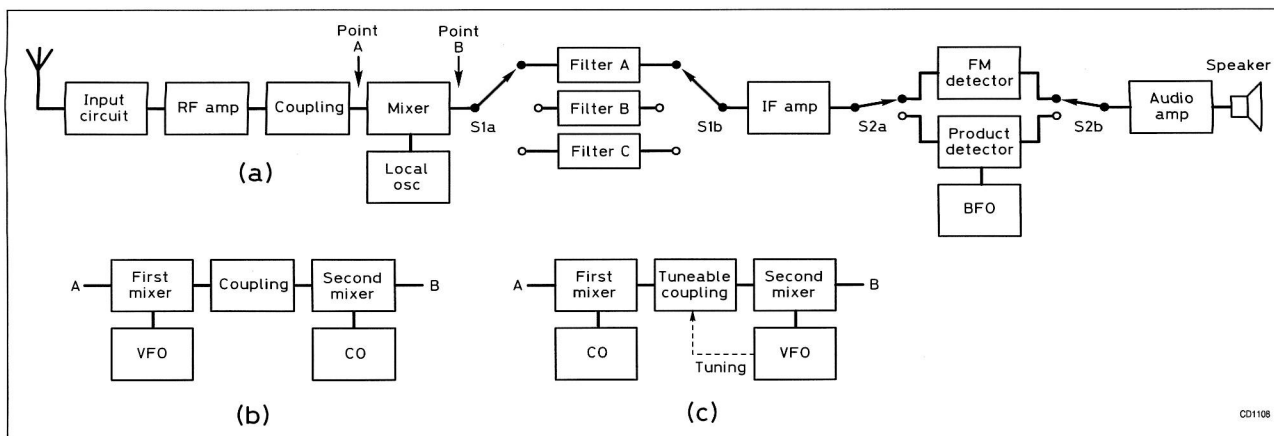 Point
A
Point
B
Input
circuit
RF amp
Coupling
Mixer
Local
osc
S1a
Filter A
Filter B
Filter C
S1b
IF amp
S2a
FM
detector
Product
detector
BFO
S2b
Audio
amp
Speaker
(a)
A
First
mixer
Coupling
Second
mixer
B
VFO
CO
(b)
A
First
mixer
Tuneable
coupling
Second
mixer
B
CO
Tuning
VFO
(c)
CD1108